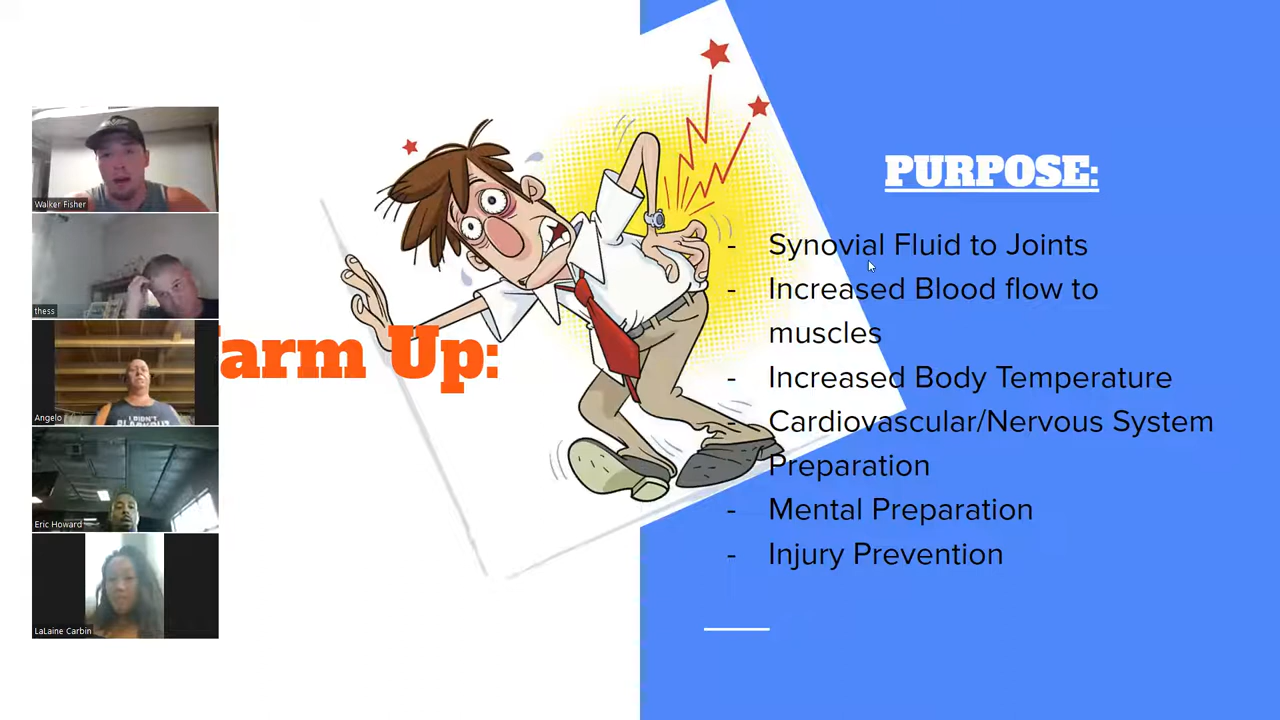 Walker Fisher
thess
Angelo
I DIDN'T
Eric Howard
LaLaine Carbin
arm Up:
PURPOSE:
- Synovial Fluid to Joints
- Increased Blood flow to
muscles
- Increased Body Temperature
- Cardiovascular/Nervous System
Preparation
- Mental Preparation
- Injury Prevention